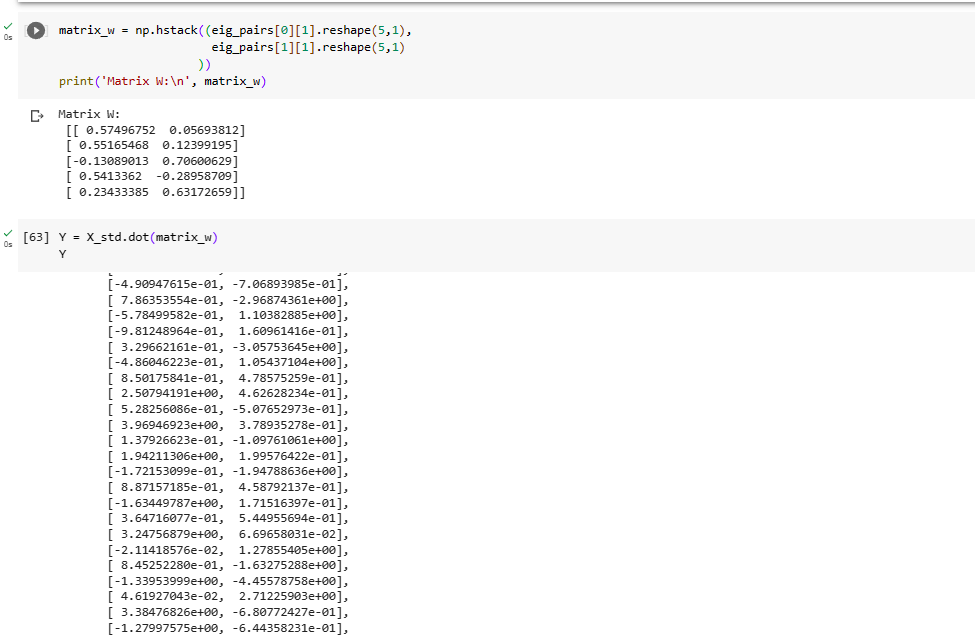 0s
matrix_w = np.hstack((eig_pairs[0][1].reshape(5,1),
eig_pairs[1][1].reshape(5,1)
))
print('Matrix W:\n', matrix_w)
Matrix W:
[[ 0.57496752  0.05693812]
[ 0.55165468  0.12399195]
[-0.13089013  0.70600629]
[ 0.5413362  -0.28958709]
[ 0.23433385  0.63172659]]
0s
[63] Y = X_std.dot(matrix_w)
Y
[-4.90947615e-01, -7.06893985e-01],
[ 7.86353554e-01, -2.96874361e+00],
[-5.78499582e-01,  1.10382885e+00],
[-9.81248964e-01,  1.60961416e-01],
[ 3.29662161e-01, -3.05753645e+00],
[-4.86046223e-01,  1.05437104e+00],
[ 8.50175841e-01,  4.78575259e-01],
[ 2.50794191e+00,  4.62628234e-01],
[ 5.28256086e-01, -5.07652973e-01],
[ 3.96946923e+00,  3.78935278e-01],
[ 1.37926623e-01, -1.09761061e+00],
[ 1.94211306e+00,  1.99576422e-01],
[-1.72153099e-01, -1.94788636e+00],
[ 8.87157185e-01,  4.58792137e-01],
[-1.63449787e+00,  1.71516397e-01],
[ 3.64716077e-01,  5.44955694e-01],
[ 3.24756879e+00,  6.69658031e-02],
[-2.11418576e-02,  1.27855405e+00],
[ 8.45252280e-01, -1.63275288e+00],
[-1.33953999e+00, -4.45578758e+00],
[ 4.61927043e-02,  2.71225903e+00],
[ 3.38476826e+00, -6.80772427e-01],
[-1.27997575e+00, -6.44358231e-01],